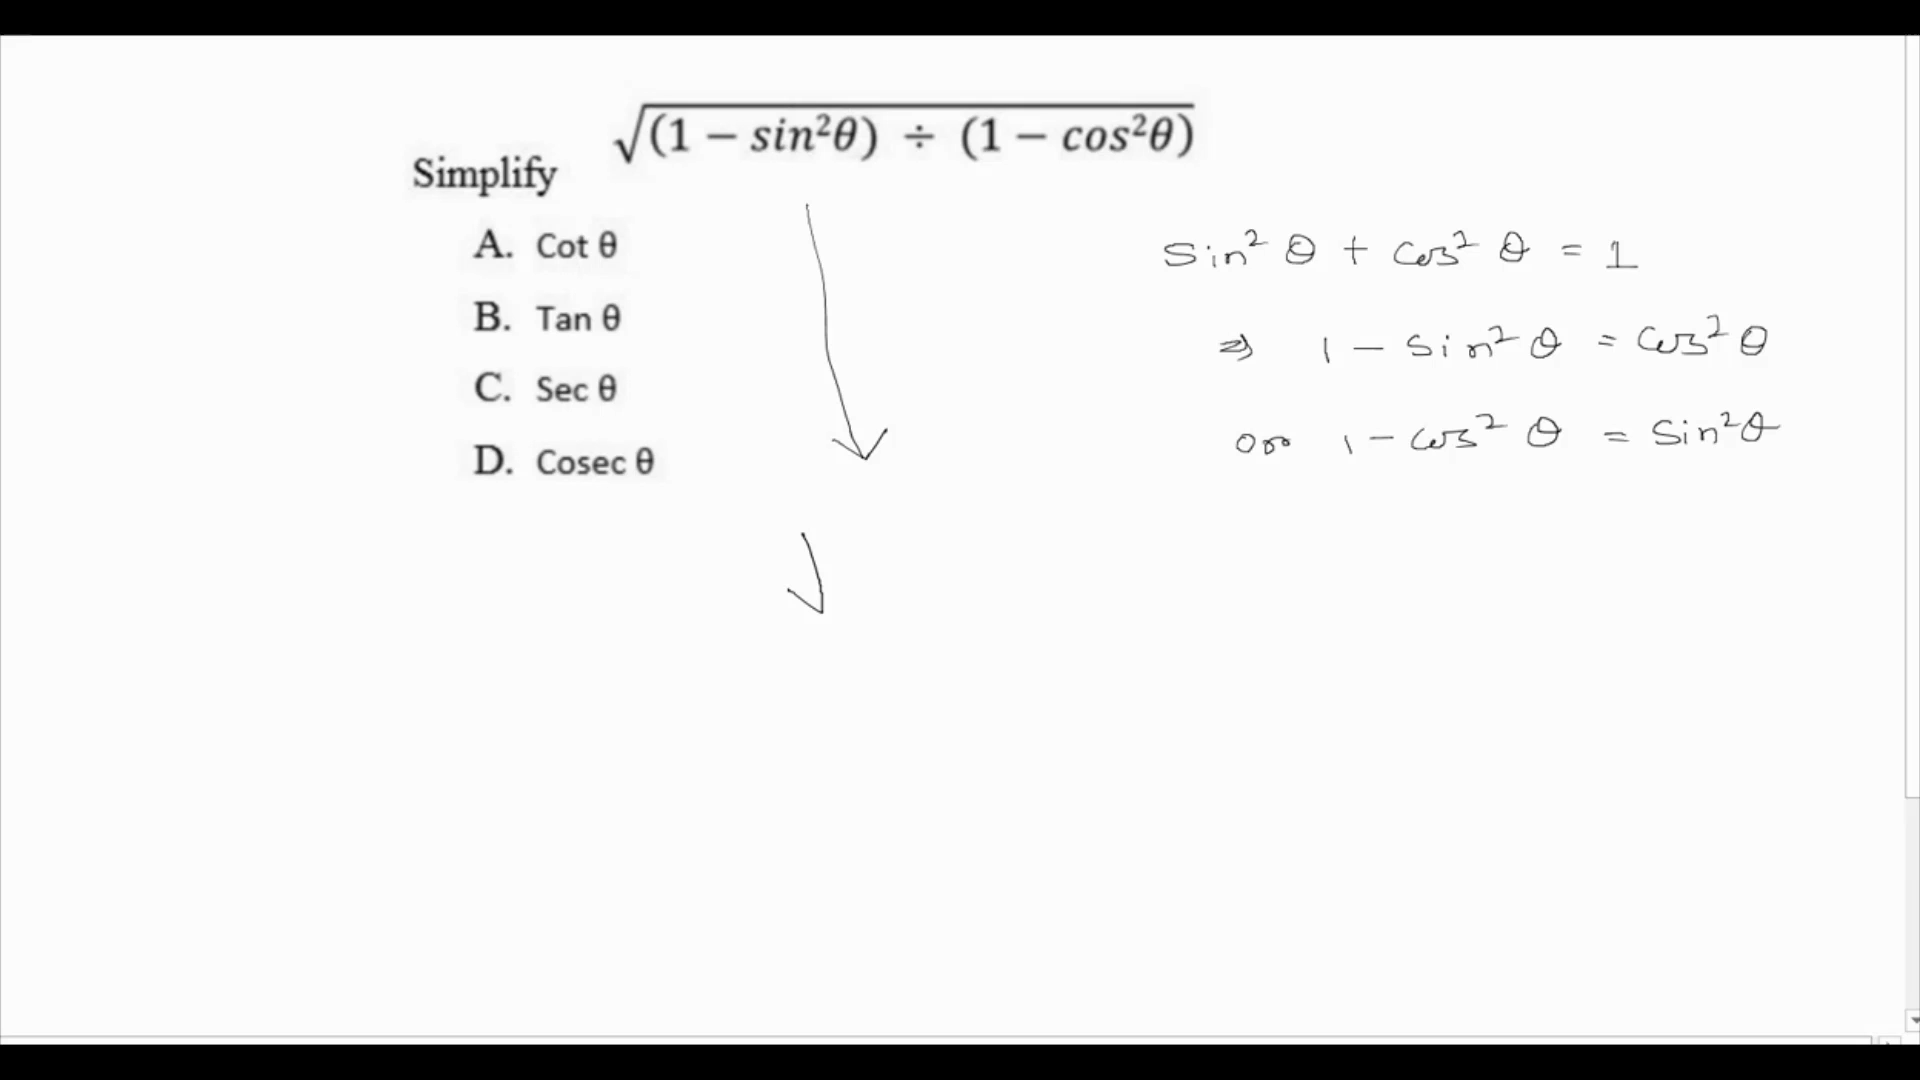 Simplify √(1 − sin²θ) ÷ (1 − cos²θ)
A. Cot θ
B. Tan θ
C. Sec θ
D. Cosec θ
Sin² θ + Cos² θ = 1
⇒ 1 − Sin² θ = Cos² θ
or 1 − Cos² θ = Sin² θ